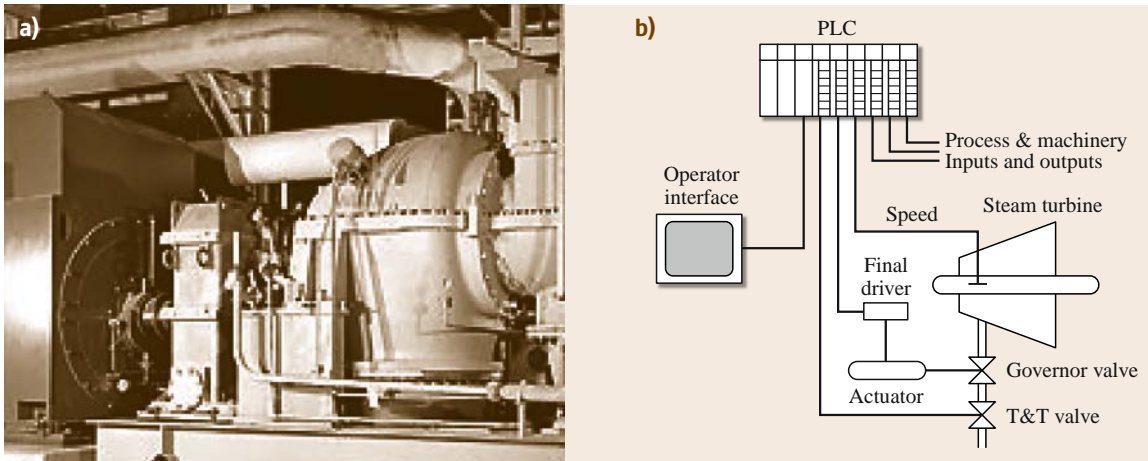 a)
b)
PLC
Process & machinery
Inputs and outputs
Operator
interface
Speed
Steam turbine
Final
driver
Actuator
Governor valve
T&T valve